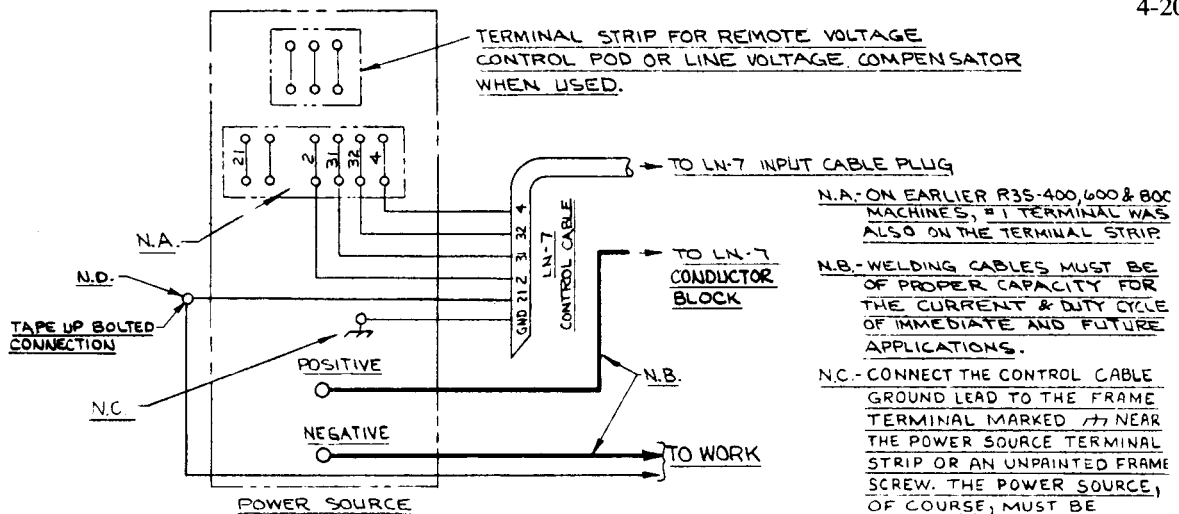 4-20
TERMINAL STRIP FOR REMOTE VOLTAGE
CONTROL POD OR LINE VOLTAGE COMPENSATOR
WHEN USED.
21
2
31
32
4
TO LN-7 INPUT CABLE PLUG
4
32
31
2
21
GND
LN-7
CONTROL CABLE
N.A.
N.D.
TAPE UP BOLTED
CONNECTION
N.C.
POSITIVE
NEGATIVE
POWER SOURCE
TO LN-7
CONDUCTOR
BLOCK
N.B.
TO WORK
N.A.- ON EARLIER R3S-400, 600 & 800
MACHINES, #1 TERMINAL WAS
ALSO ON THE TERMINAL STRIP.
N.B.- WELDING CABLES MUST BE
OF PROPER CAPACITY FOR
THE CURRENT & DUTY CYCLE
OF IMMEDIATE AND FUTURE
APPLICATIONS.
N.C.- CONNECT THE CONTROL CABLE
GROUND LEAD TO THE FRAME
TERMINAL MARKED NEAR
THE POWER SOURCE TERMINAL
STRIP OR AN UNPAINTED FRAME
SCREW. THE POWER SOURCE,
OF COURSE, MUST BE